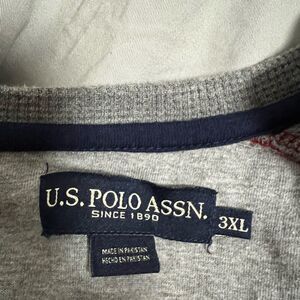 U.S. POLO ASSN.
SINCE 1890
3XL
MADE IN PAKISTAN
HECHO EN PAKISTAN